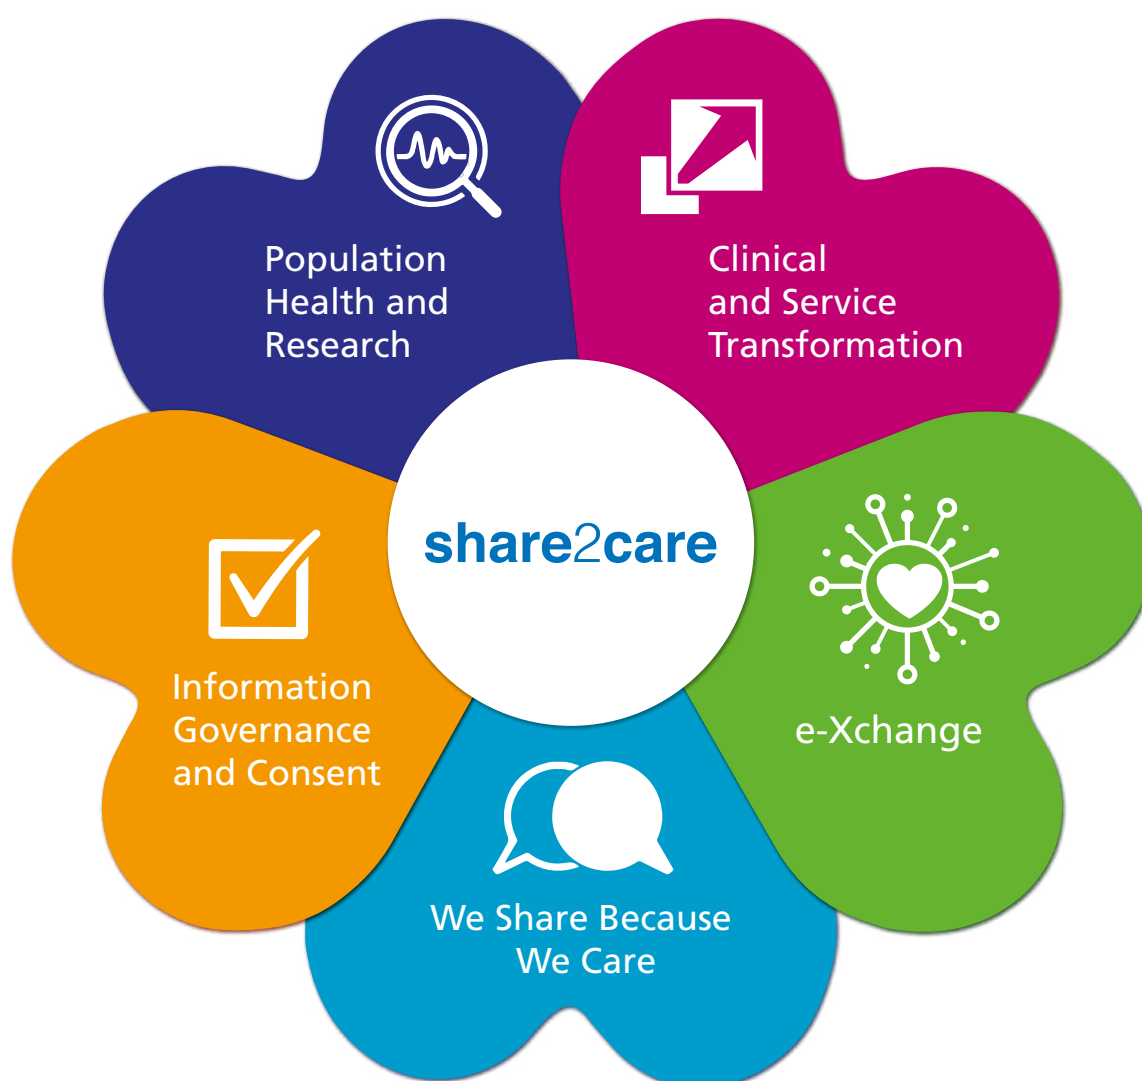 Population
Health and
Research
Clinical
and Service
Transformation
share2care
Information
Governance
and Consent
e-Xchange
We Share Because
We Care